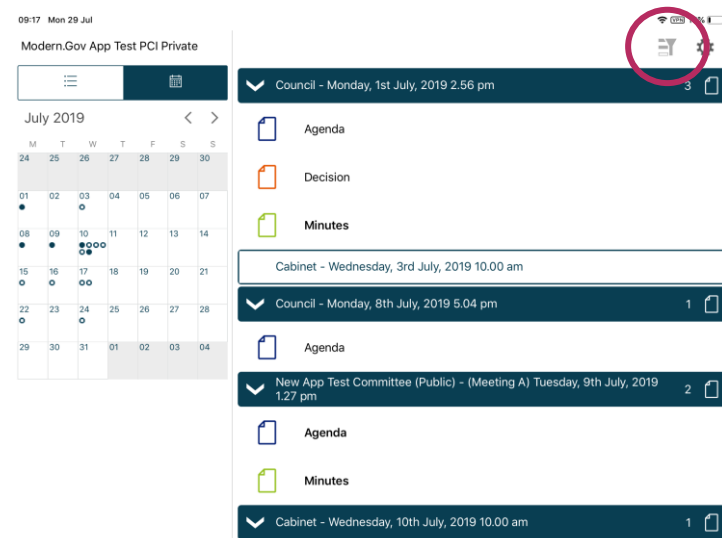 09:17 Mon 29 Jul
VPN
Modern.Gov App Test PCI Private
July 2019
M T W T F S S
24 25 26 27 28 29 30
01 02 03 04 05 06 07
08 09 10 11 12 13 14
15 16 17 18 19 20 21
22 23 24 25 26 27 28
29 30 31 01 02 03 04
Council - Monday, 1st July, 2019 2.56 pm 3
Agenda
Decision
Minutes
Cabinet - Wednesday, 3rd July, 2019 10.00 am
Council - Monday, 8th July, 2019 5.04 pm 1
Agenda
New App Test Committee (Public) - (Meeting A) Tuesday, 9th July, 2019
1.27 pm 2
Agenda
Minutes
Cabinet - Wednesday, 10th July, 2019 10.00 am 1